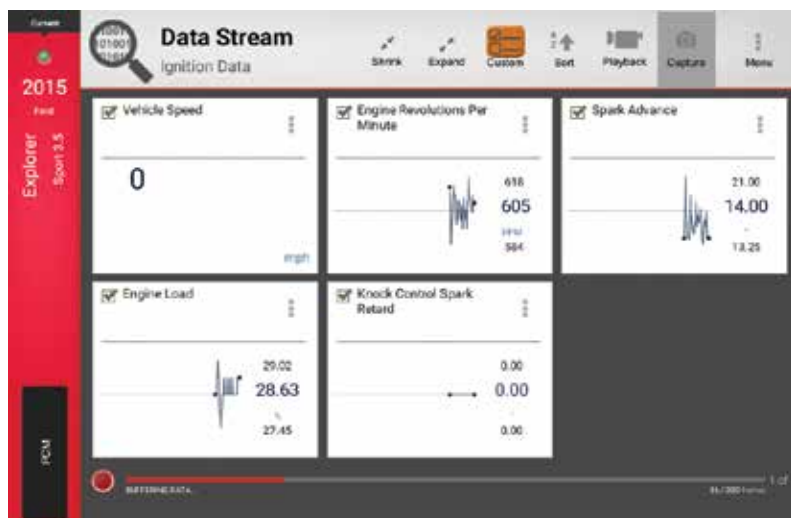 Current
2015
Ford
Explorer
Sport 3.5
PCM
Data Stream
Ignition Data
Shrink
Expand
Custom
Sort
Playback
Capture
Menu
Vehicle Speed
0
mph
Engine Revolutions Per
Minute
618
605
RPM
584
Spark Advance
21.00
14.00
13.25
Engine Load
29.02
28.63
%
27.45
Knock Control Spark
Retard
0.00
0.00
0.00
BUFFERING DATA...
1 of